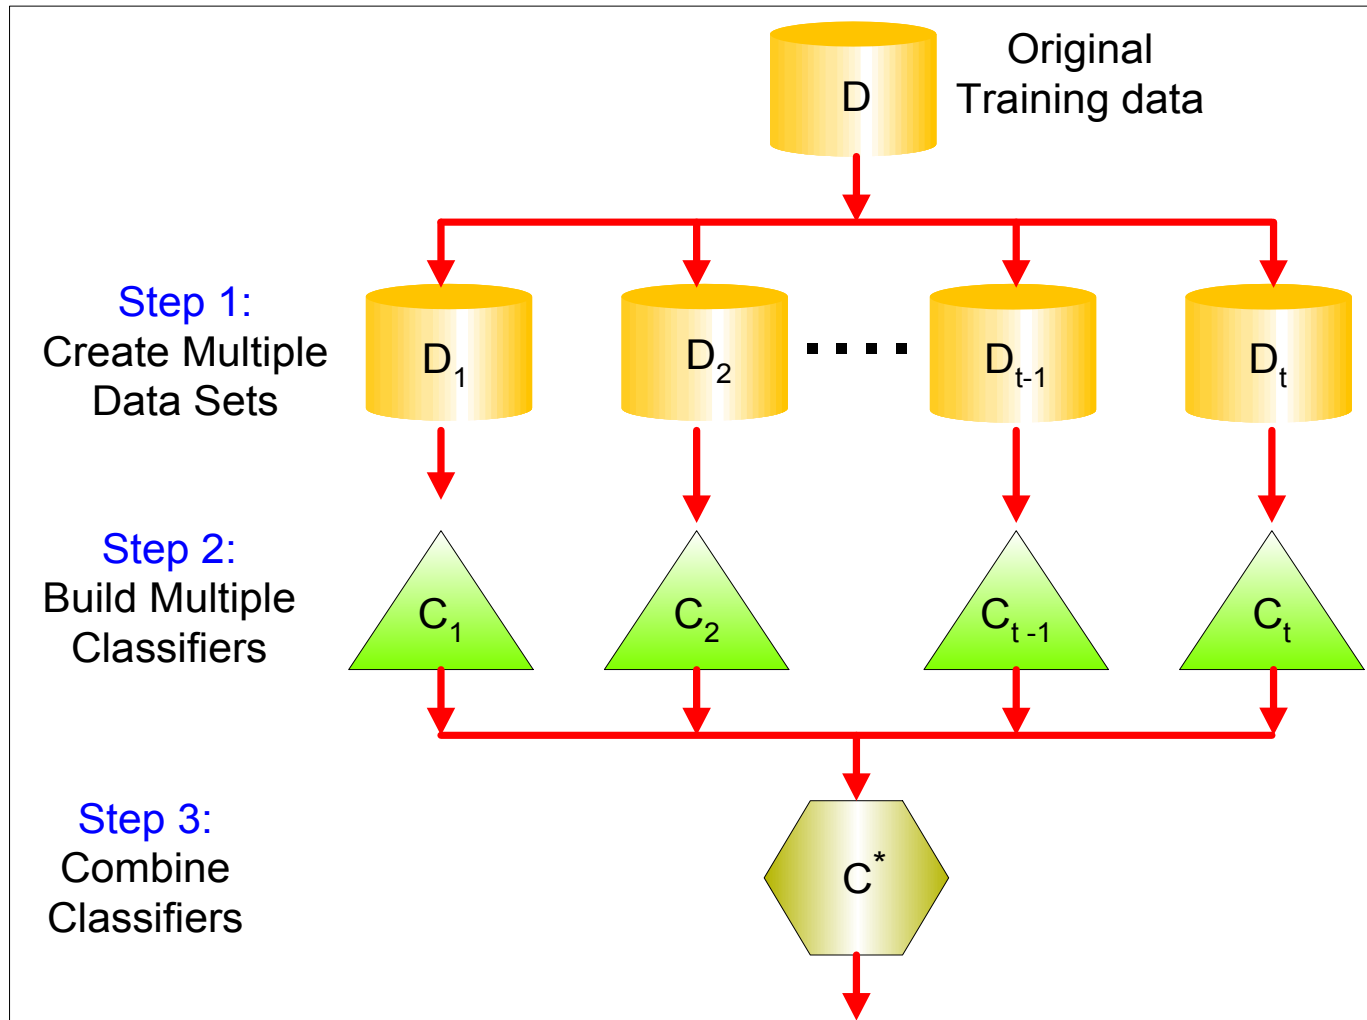 D
Original
Training data
Step 1:
Create Multiple
Data Sets
D₁
D₂
....
Dₜ₋₁
Dₜ
Step 2:
Build Multiple
Classifiers
C₁
C₂
Cₜ ₋₁
Cₜ
Step 3:
Combine
Classifiers
C*